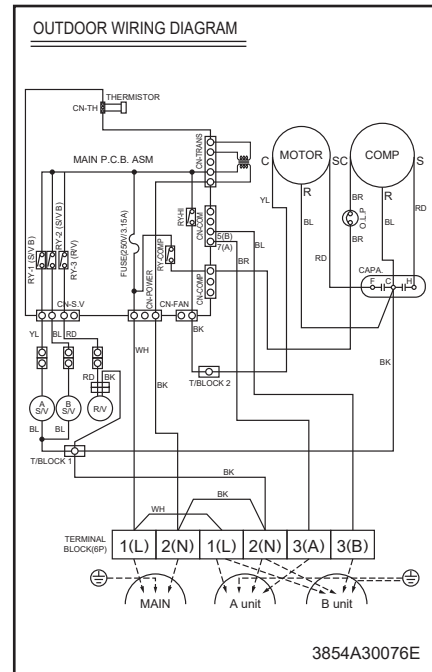 OUTDOOR WIRING DIAGRAM
THERMISTOR
CN-TH
CN-TRANS
MAIN P.C.B. ASM
C
MOTOR
SC
COMP
S
YL
R
BR
R
RD
RY-1 (S/V B)
RY-2 (S/V B)
RY-3 (R/V)
FUSE(250V/3.15A)
RY-HI
CN-COM
BL
O.L.P
BL
5(B)
BL
BR
7(A)
RY-COMP
BR
RD
CAPA.
CN-POWER
CN-COMP
F
C
H
CN-S.V
CN-FAN
YL
BL
RD
WH
BK
BK
BK
RD
BK
T/BLOCK 2
A
S/V
B
S/V
R/V
BL
BL
T/BLOCK 1
BK
BK
WH
TERMINAL
BLOCK(6P)
1(L)
2(N)
1(L)
2(N)
3(A)
3(B)
MAIN
A unit
B unit
3854A30076E